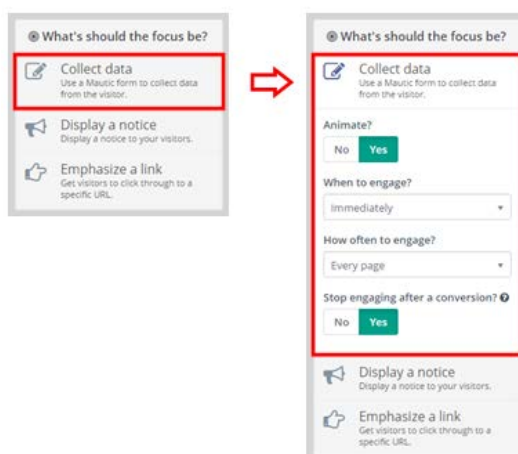 What's should the focus be?
Collect data
Use a Mautic form to collect data
from the visitor.
Display a notice
Display a notice to your visitors.
Emphasize a link
Get visitors to click through to a
specific URL.
What's should the focus be?
Collect data
Use a Mautic form to collect data
from the visitor.
Animate?
No Yes
When to engage?
Immediately
How often to engage?
Every page
Stop engaging after a conversion?
No Yes
Display a notice
Display a notice to your visitors.
Emphasize a link
Get visitors to click through to a
specific URL.